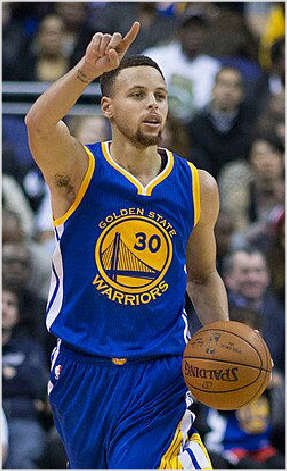 GOLDEN STATE
30
WARRIORS
SPALDING